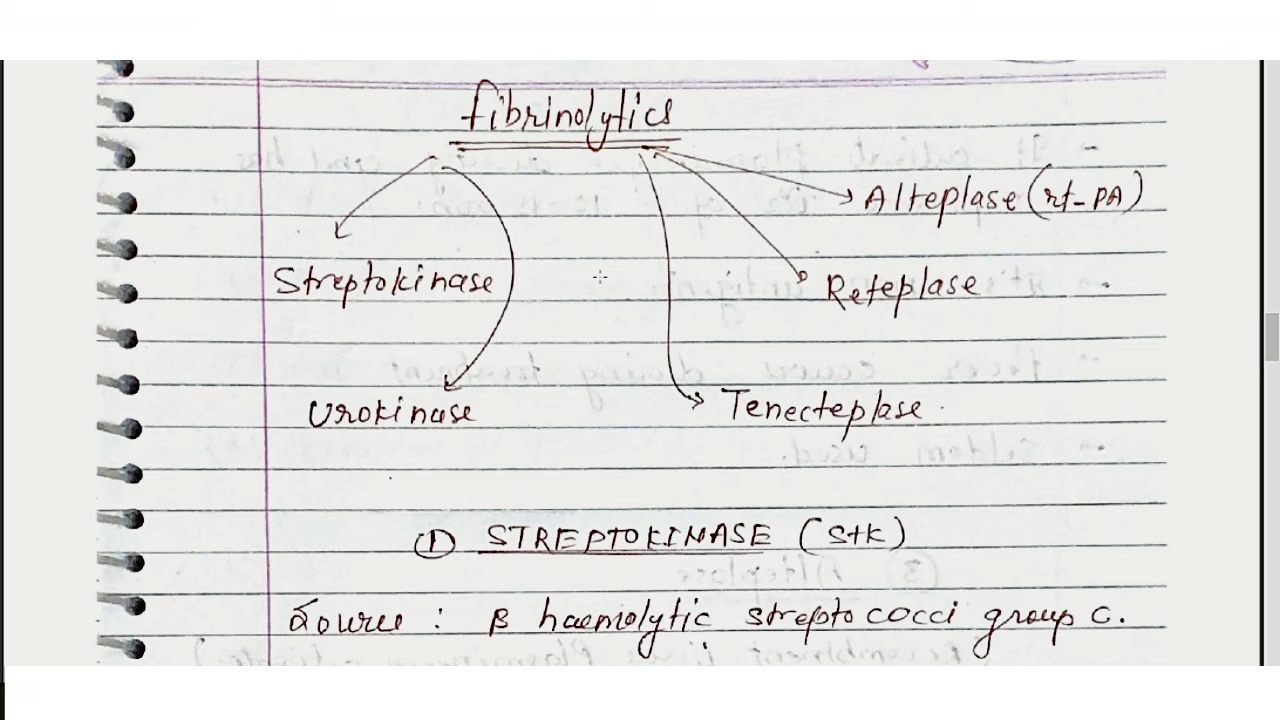 fibrinolytics
Alteplase (rt-PA)
Streptokinase
Reteplase
Urokinase
Tenecteplase.
① STREPTOKINASE (Stk)
Source : β haemolytic streptococci group C.